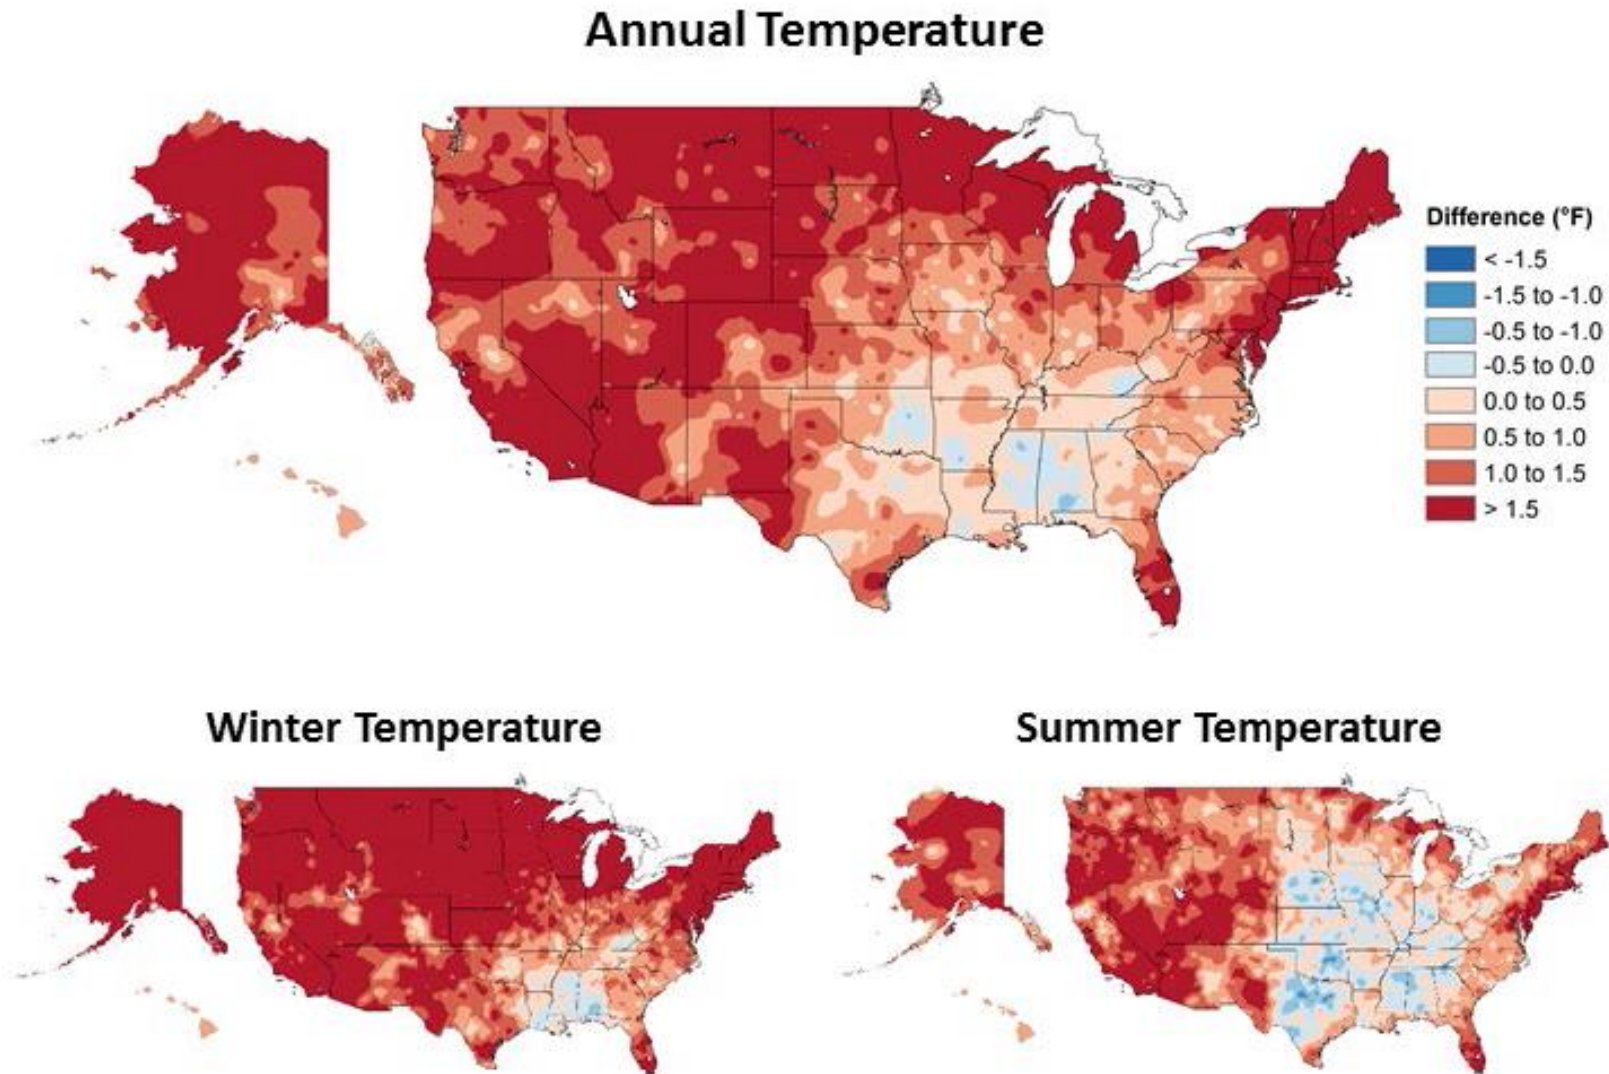 Annual Temperature
Difference (°F)
< -1.5
-1.5 to -1.0
-0.5 to -1.0
-0.5 to 0.0
0.0 to 0.5
0.5 to 1.0
1.0 to 1.5
> 1.5
Winter Temperature
Summer Temperature